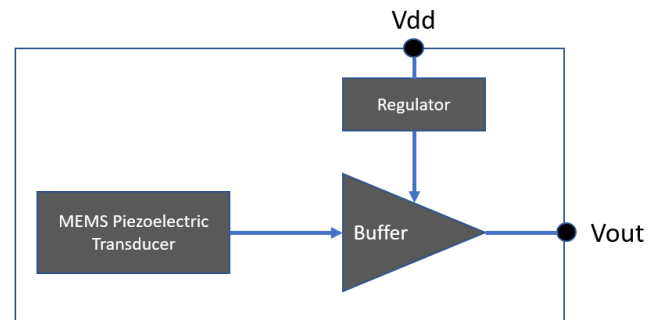 Vdd
Regulator
MEMS Piezoelectric
Transducer
Buffer
Vout